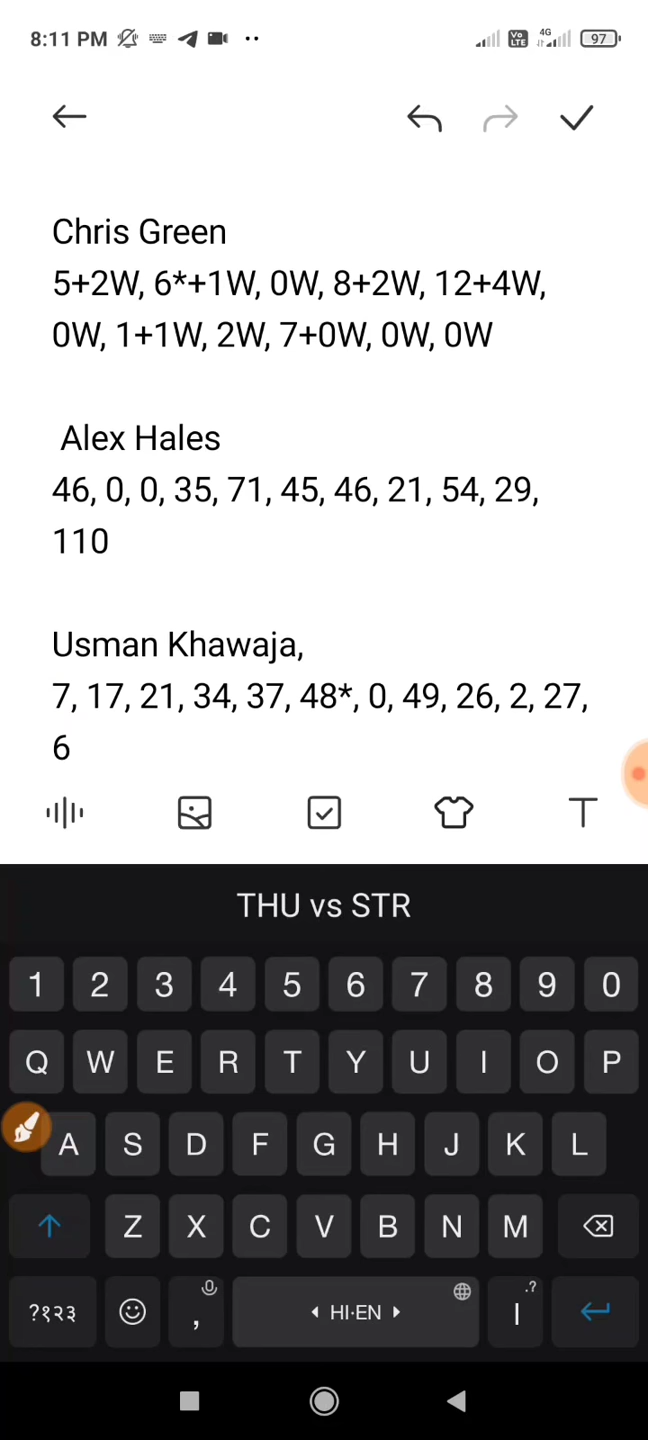 8:11 PM Vo LTE 4G 97
Chris Green
5+2W, 6*+1W, 0W, 8+2W, 12+4W,
0W, 1+1W, 2W, 7+0W, 0W, 0W
Alex Hales
46, 0, 0, 35, 71, 45, 46, 21, 54, 29,
110
Usman Khawaja,
7, 17, 21, 34, 37, 48*, 0, 49, 26, 2, 27,
6
T
THU vs STR
1 2 3 4 5 6 7 8 9 0
Q W E R T Y U I O P
A S D F G H J K L
Z X C V B N M
?१२३ , HI·EN | .?